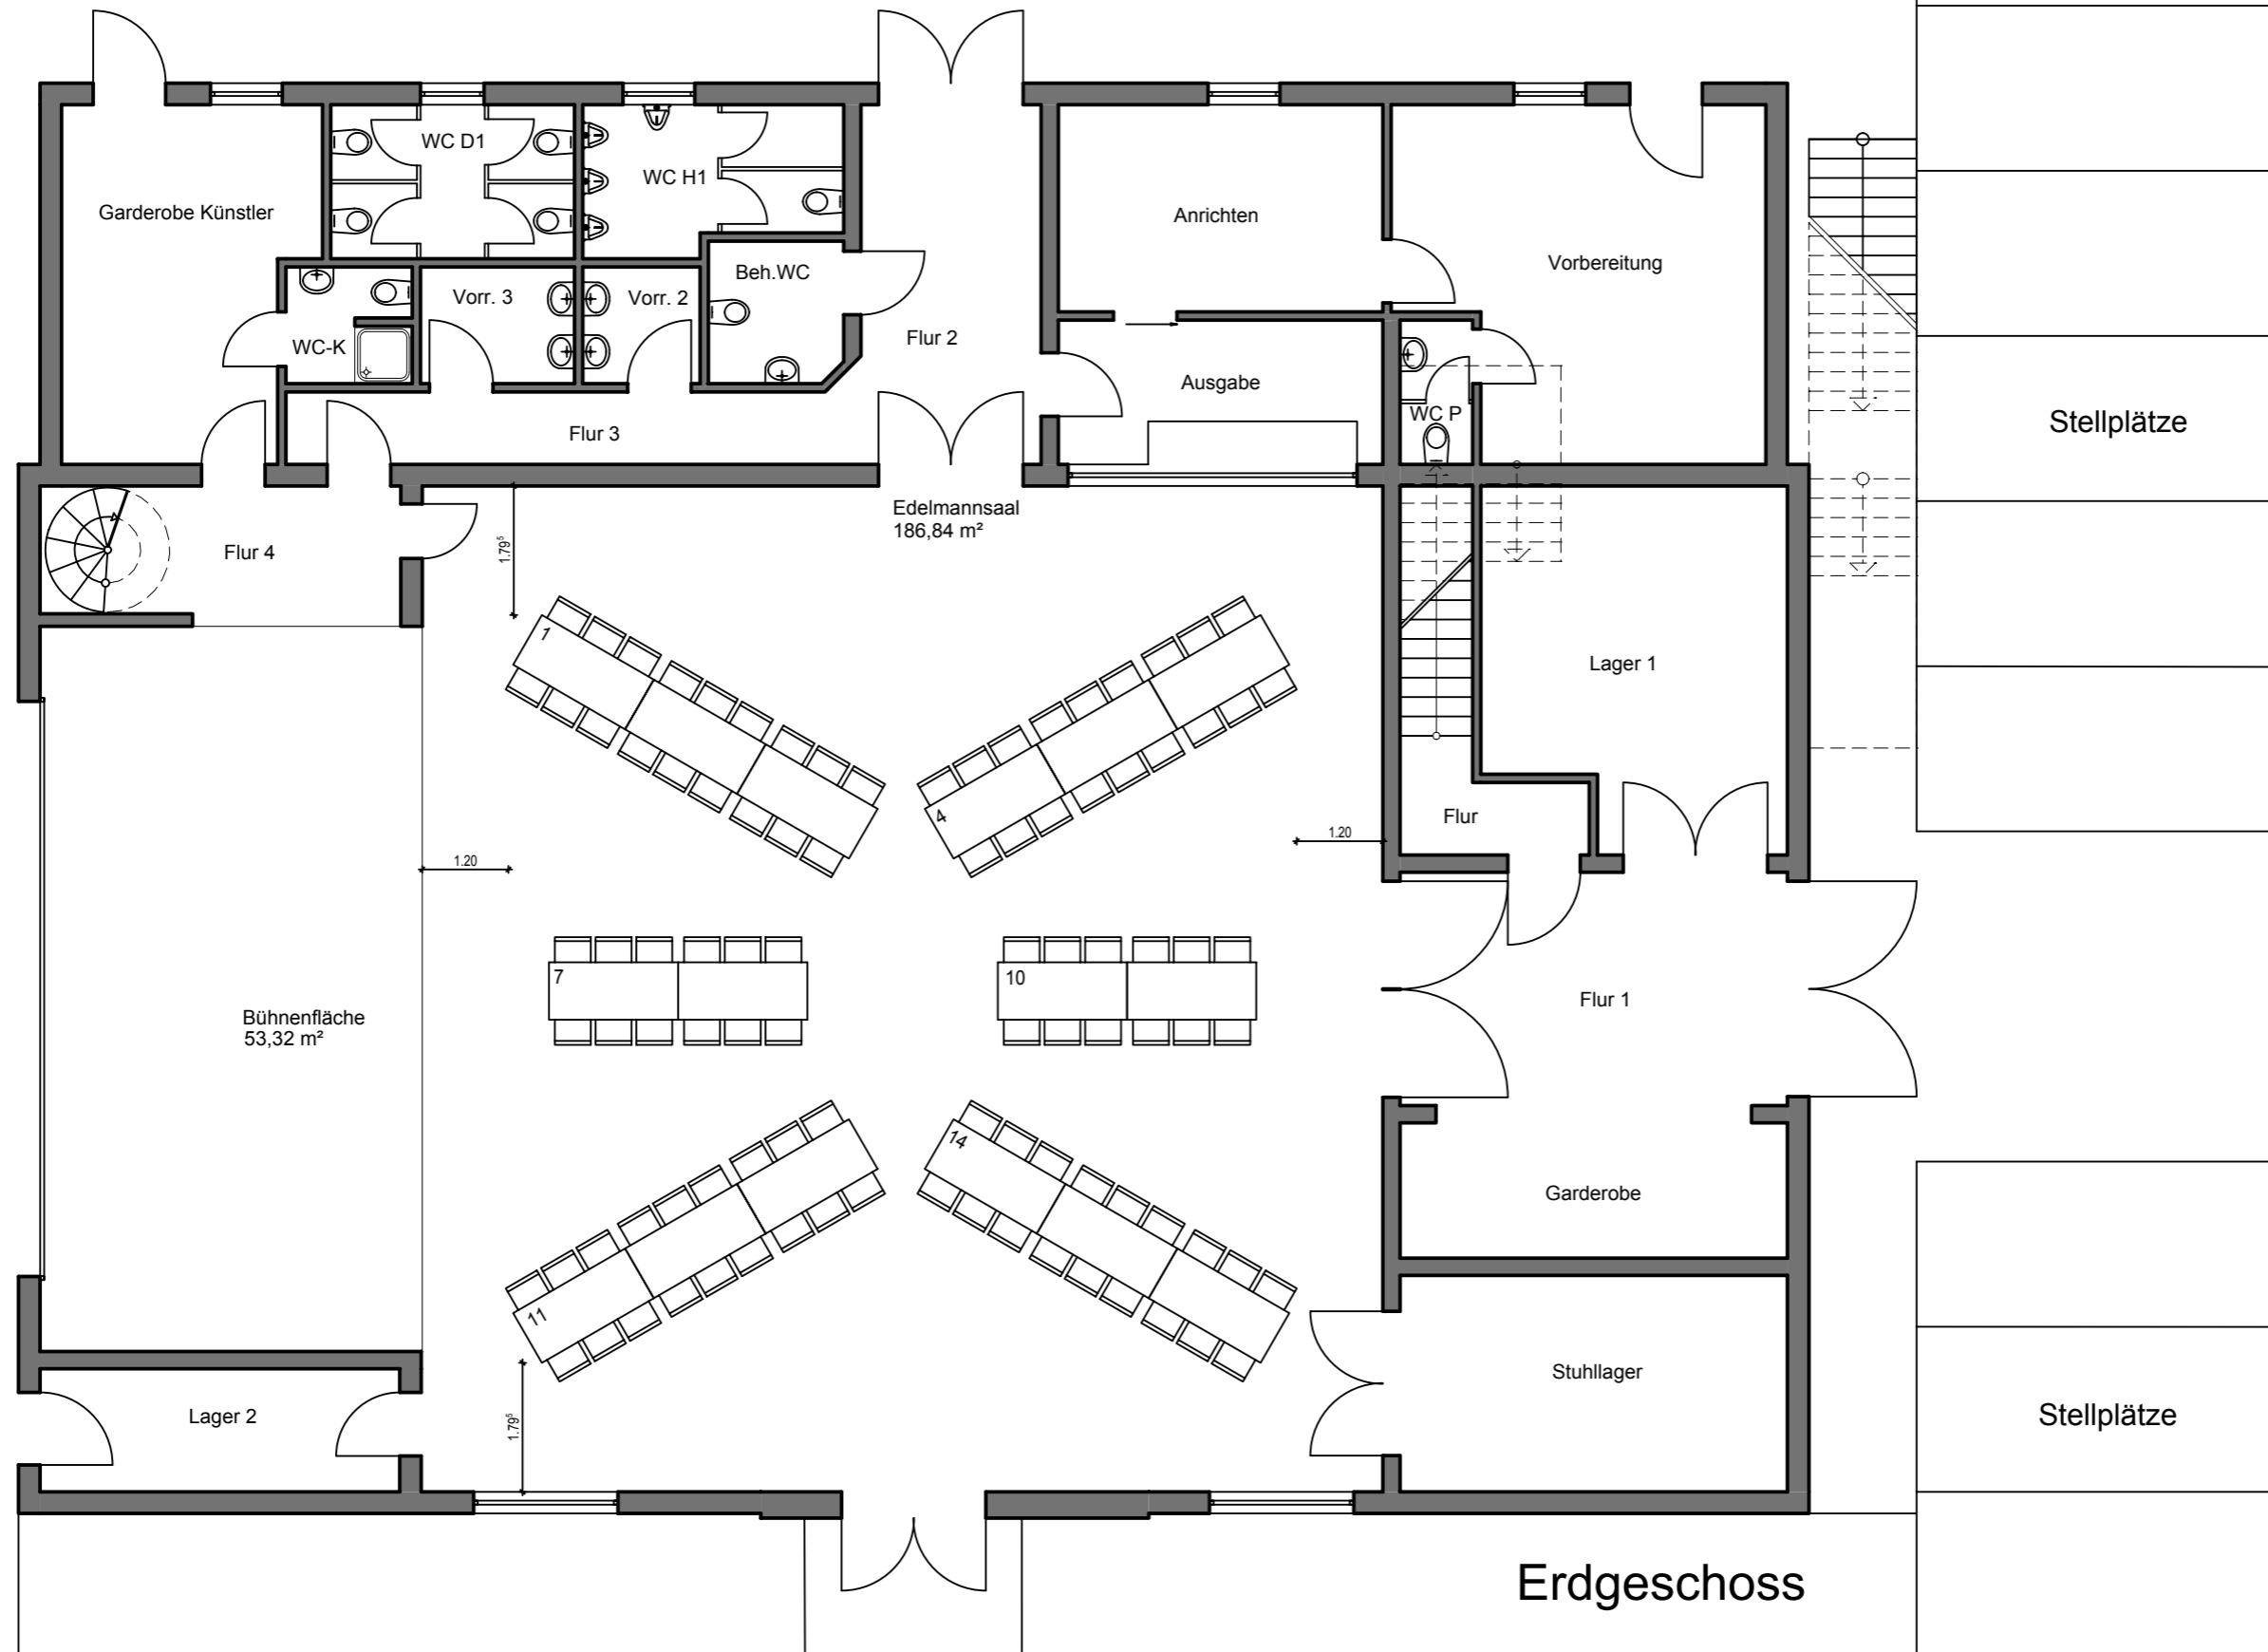 WC D1
WC H1
Garderobe Künstler
Anrichten
Vorbereitung
Beh.WC
Vorr. 3
Vorr. 2
WC-K
Flur 2
Ausgabe
WC P
Stellplätze
Flur 3
Edelmannsaal
186,84 m²
Flur 4
1.79⁵
1
Lager 1
4
Flur
1.20
1.20
7
10
Flur 1
Bühnenfläche
53,32 m²
14
Garderobe
11
Stuhllager
Lager 2
1.79⁵
Stellplätze
Erdgeschoss